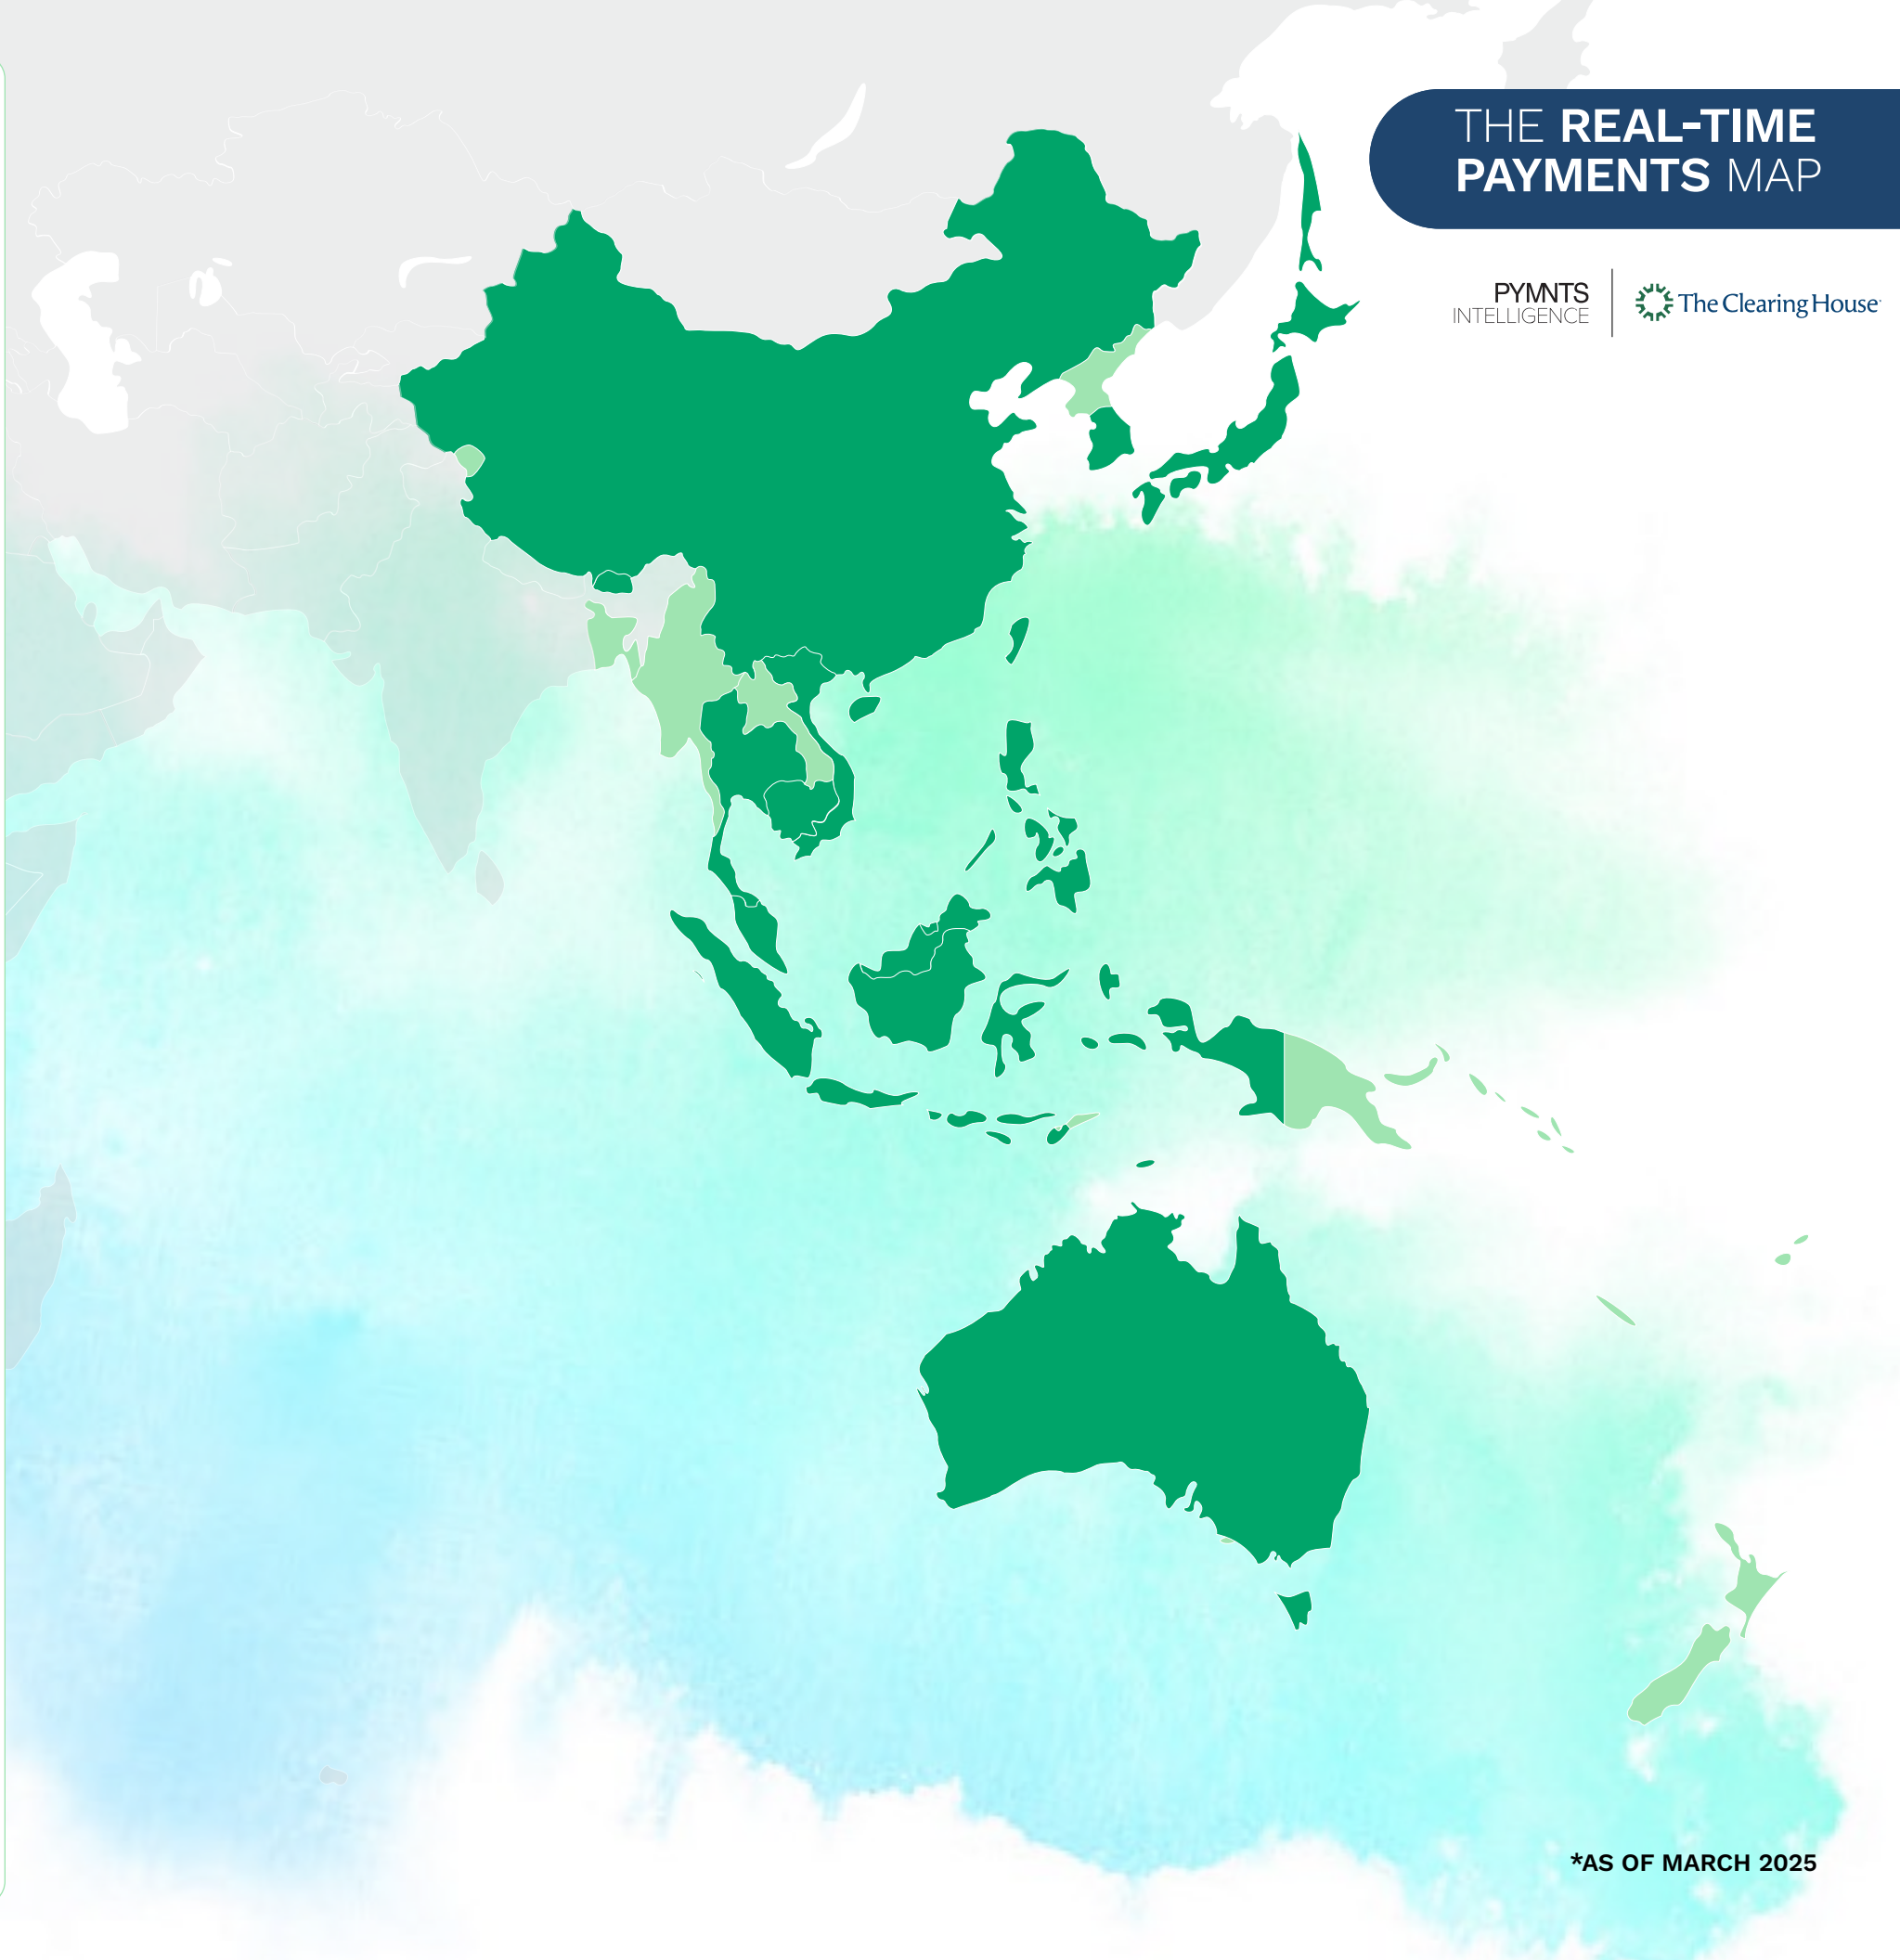 THE REAL-TIME
PAYMENTS MAP
PYMNTS
INTELLIGENCE
The Clearing House
*AS OF MARCH 2025